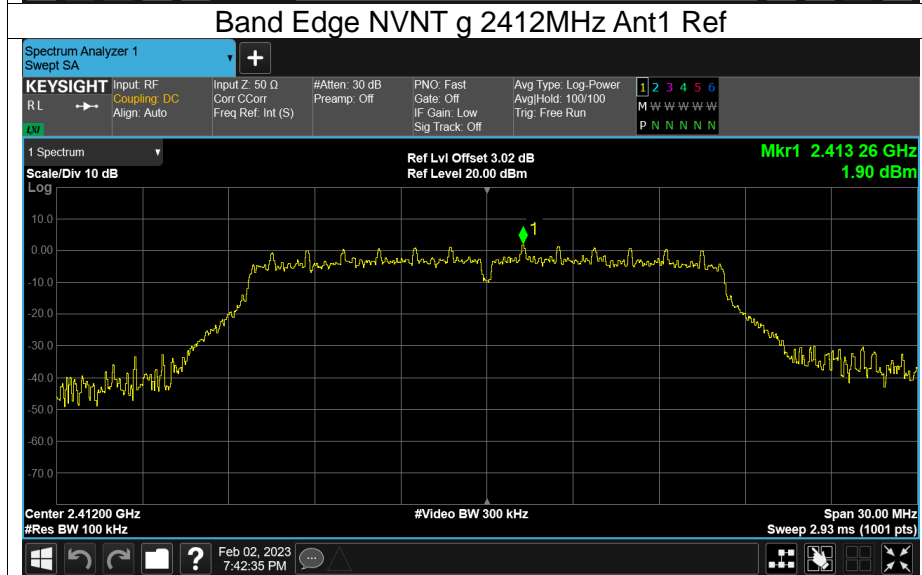 Band Edge NVNT g 2412MHz Ant1 Ref
Spectrum Analyzer 1
Swept SA
+
KEYSIGHT
R L
LXI
Input: RF
Coupling: DC
Align: Auto
Input Z: 50 Ω
Corr CCorr
Freq Ref: Int (S)
#Atten: 30 dB
Preamp: Off
PNO: Fast
Gate: Off
IF Gain: Low
Sig Track: Off
Avg Type: Log-Power
Avg|Hold: 100/100
Trig: Free Run
1 2 3 4 5 6
M W W W W W
P N N N N N
1 Spectrum
Scale/Div 10 dB
Log
Ref Lvl Offset 3.02 dB
Ref Level 20.00 dBm
Mkr1 2.413 26 GHz
1.90 dBm
10.0
1
0.00
-10.0
-20.0
-30.0
-40.0
-50.0
-60.0
-70.0
Center 2.41200 GHz
#Video BW 300 kHz
Span 30.00 MHz
#Res BW 100 kHz
Sweep 2.93 ms (1001 pts)
?
Feb 02, 2023
7:42:35 PM